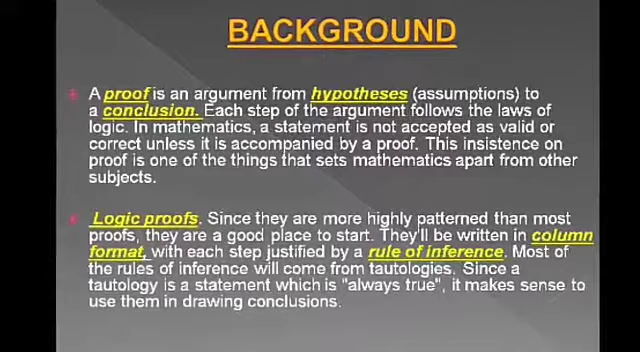 BACKGROUND
A proof is an argument from hypotheses (assumptions) to
a conclusion. Each step of the argument follows the laws of
logic. In mathematics, a statement is not accepted as valid or
correct unless it is accompanied by a proof. This insistence on
proof is one of the things that sets mathematics apart from other
subjects.
Logic proofs. Since they are more highly patterned than most
proofs, they are a good place to start. They'll be written in column
format, with each step justified by a rule of inference. Most of
the rules of inference will come from tautologies. Since a
tautology is a statement which is "always true", it makes sense to
use them in drawing conclusions.